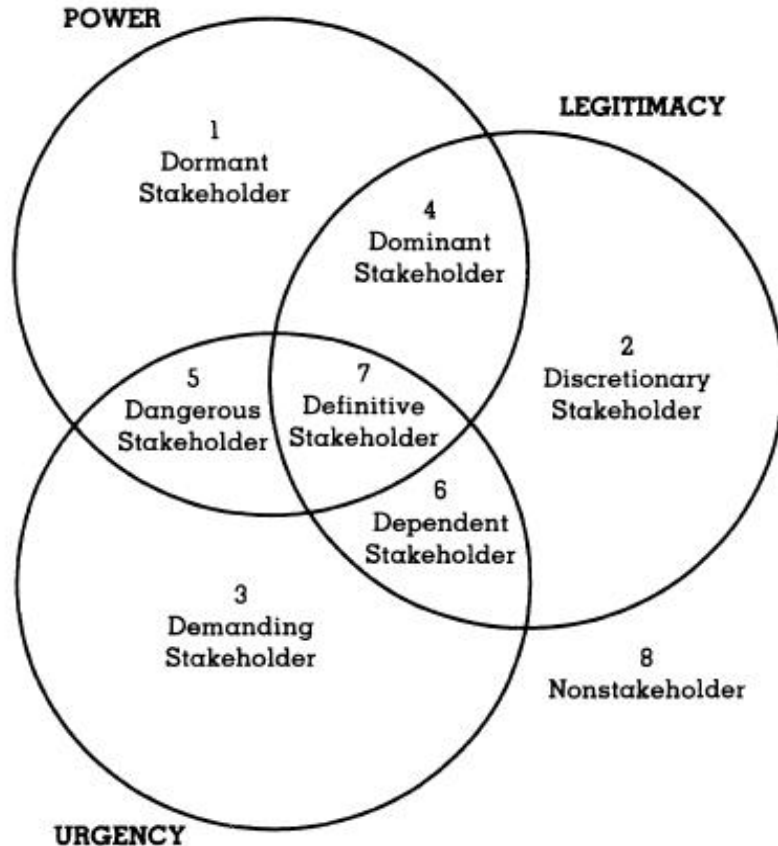 POWER
LEGITIMACY
1
Dormant
Stakeholder
4
Dominant
Stakeholder
2
Discretionary
Stakeholder
5
Dangerous
Stakeholder
7
Definitive
Stakeholder
6
Dependent
Stakeholder
3
Demanding
Stakeholder
8
Nonstakeholder
URGENCY